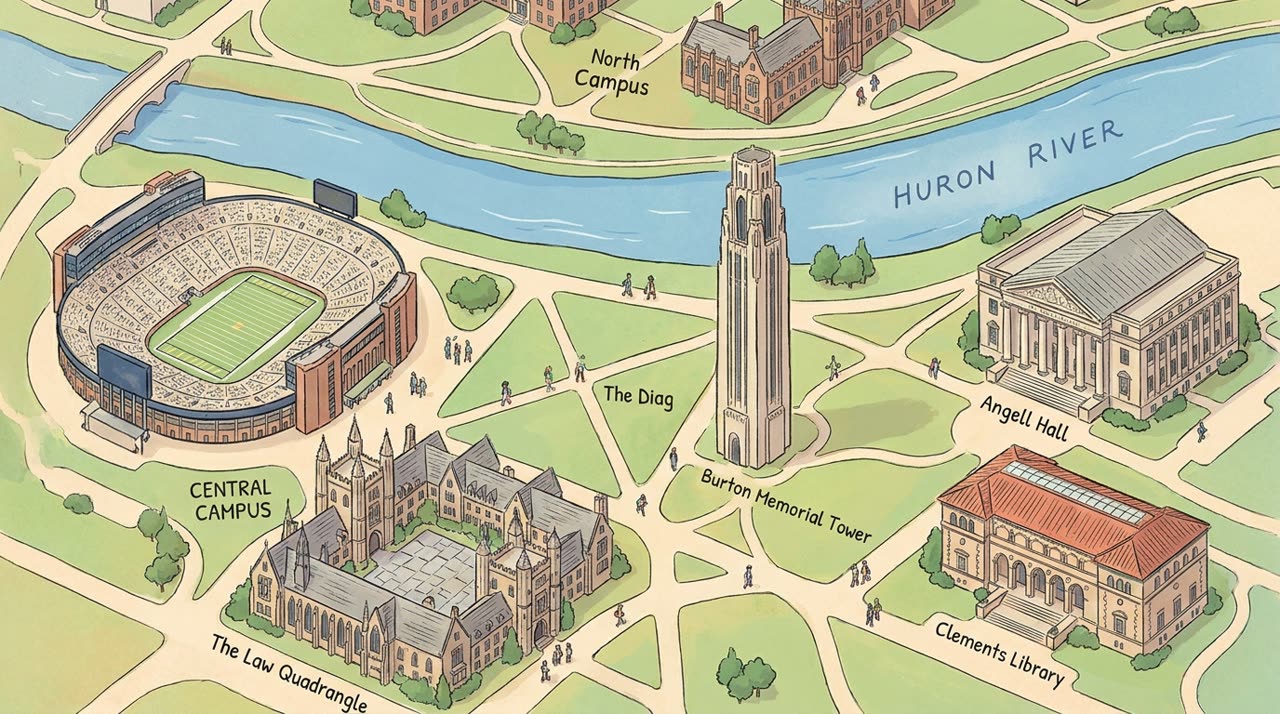 North
Campus
HURON RIVER
The Diag
Angell Hall
CENTRAL
CAMPUS
Burton Memorial Tower
Clements Library
The Law Quadrangle